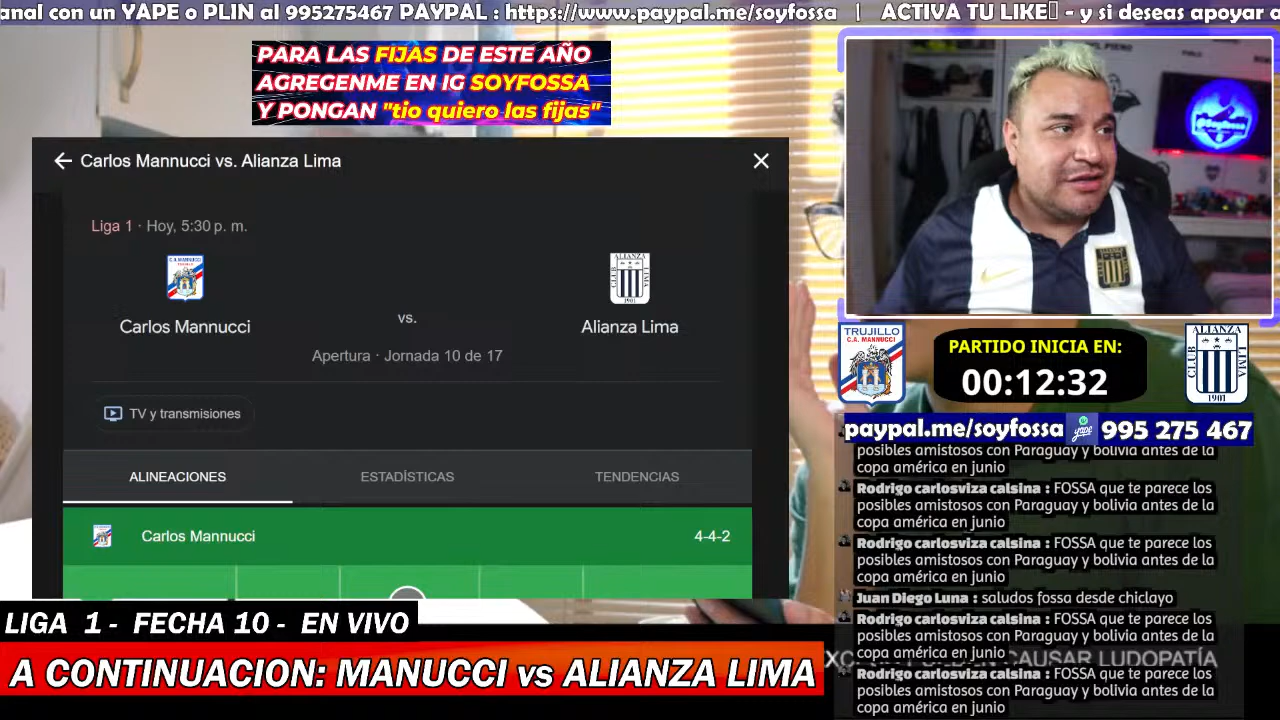 anal con un YAPE o PLIN al 995275467 PAYPAL : https://www.paypal.me/soyfossa | ACTIVA TU LIKE - y si deseas apoyar
PARA LAS FIJAS DE ESTE AÑO
AGREGENME EN IG SOYFOSSA
Y PONGAN "tio quiero las fijas"
Carlos Mannucci vs. Alianza Lima
Liga 1 · Hoy, 5:30 p. m.
Carlos Mannucci
vs.
Alianza Lima
Apertura · Jornada 10 de 17
TV y transmisiones
ALINEACIONES
ESTADÍSTICAS
TENDENCIAS
Carlos Mannucci
4-4-2
TRUJILLO
C.A. MANNUCCI
PARTIDO INICIA EN:
00:12:32
ALIANZA
CLUB
LIMA
1901
paypal.me/soyfossa yape 995 275 467
posibles amistosos con Paraguay y bolivia antes de la
copa américa en junio
Rodrigo carlosviza calsina : FOSSA que te parece los
posibles amistosos con Paraguay y bolivia antes de la
copa américa en junio
Rodrigo carlosviza calsina : FOSSA que te parece los
posibles amistosos con Paraguay y bolivia antes de la
copa américa en junio
Juan Diego Luna : saludos fossa desde chiclayo
Rodrigo carlosviza calsina : FOSSA que te parece los
posibles amistosos con Paraguay y bolivia antes de la
copa américa en junio
CAUSAR LUDOPATÍA
Rodrigo carlosviza calsina : FOSSA que te parece los
posibles amistosos con Paraguay y bolivia antes de la
copa américa en junio
LIGA 1 - FECHA 10 - EN VIVO
A CONTINUACION: MANUCCI vs ALIANZA LIMA